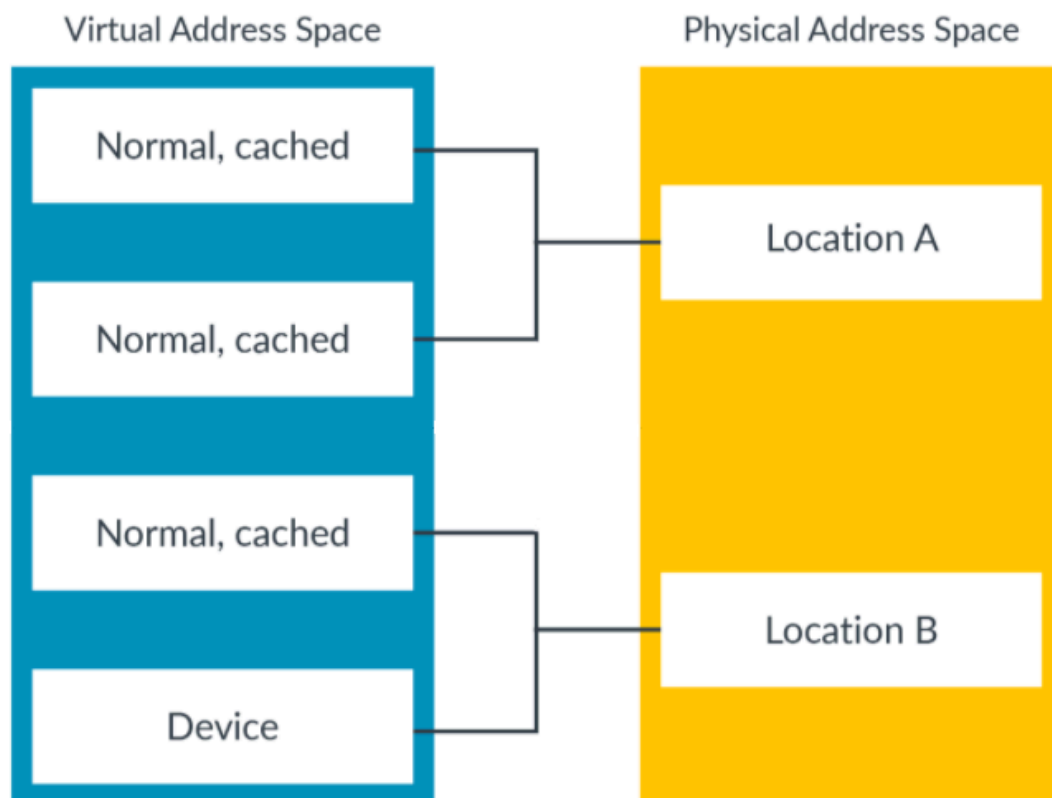 Virtual Address Space
Physical Address Space
Normal, cached
Location A
Normal, cached
Normal, cached
Location B
Device